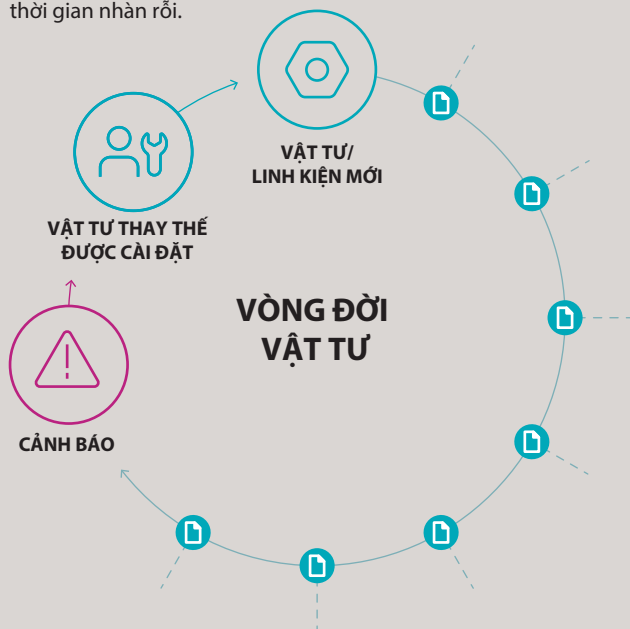 thời gian nhàn rỗi.
VẬT TƯ/
LINH KIỆN MỚI
VẬT TƯ THAY THẾ
ĐƯỢC CÀI ĐẶT
VÒNG ĐỜI
VẬT TƯ
CẢNH BÁO